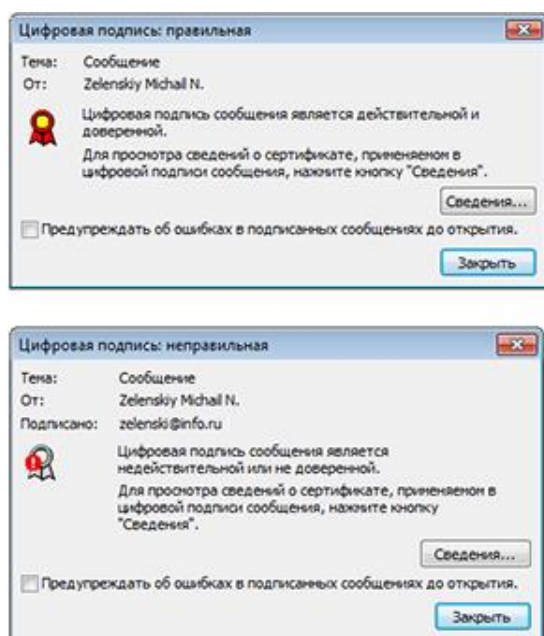 Цифровая подпись: правильная
Тема: Сообщение
От: Zelenskiy Michail N.
Цифровая подпись сообщения является действительной и
доверенной.
Для просмотра сведений о сертификате, применяемом в
цифровой подписи сообщения, нажмите кнопку "Сведения".
Сведения...
Предупреждать об ошибках в подписанных сообщениях до открытия.
Закрыть
Цифровая подпись: неправильная
Тема: Сообщение
От: Zelenskiy Michail N.
Подписано: zelenski@info.ru
Цифровая подпись сообщения является
недействительной или не доверенной.
Для просмотра сведений о сертификате, применяемом в
цифровой подписи сообщения, нажмите кнопку
"Сведения".
Сведения...
Предупреждать об ошибках в подписанных сообщениях до открытия.
Закрыть